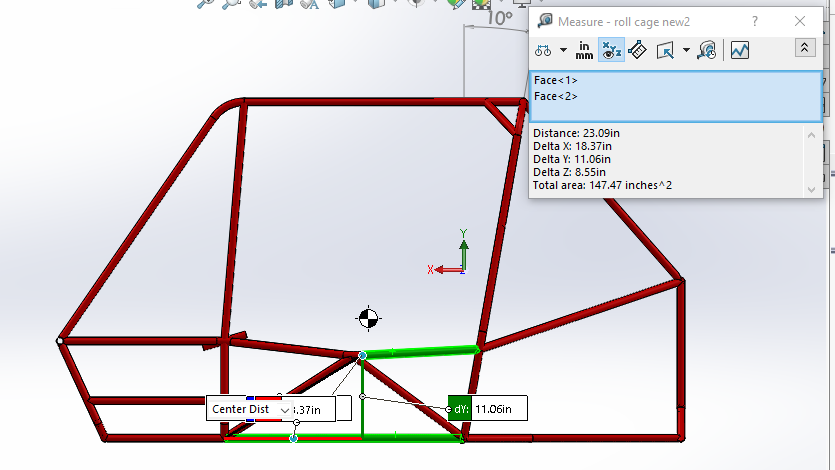 10°
Measure - roll cage new2
? ×
in
mm
XYZ
Face<1>
Face<2>
Distance: 23.09in
Delta X: 18.37in
Delta Y: 11.06in
Delta Z: 8.55in
Total area: 147.47 inches^2
Y
X
Center Dist
.37in
dY: 11.06in